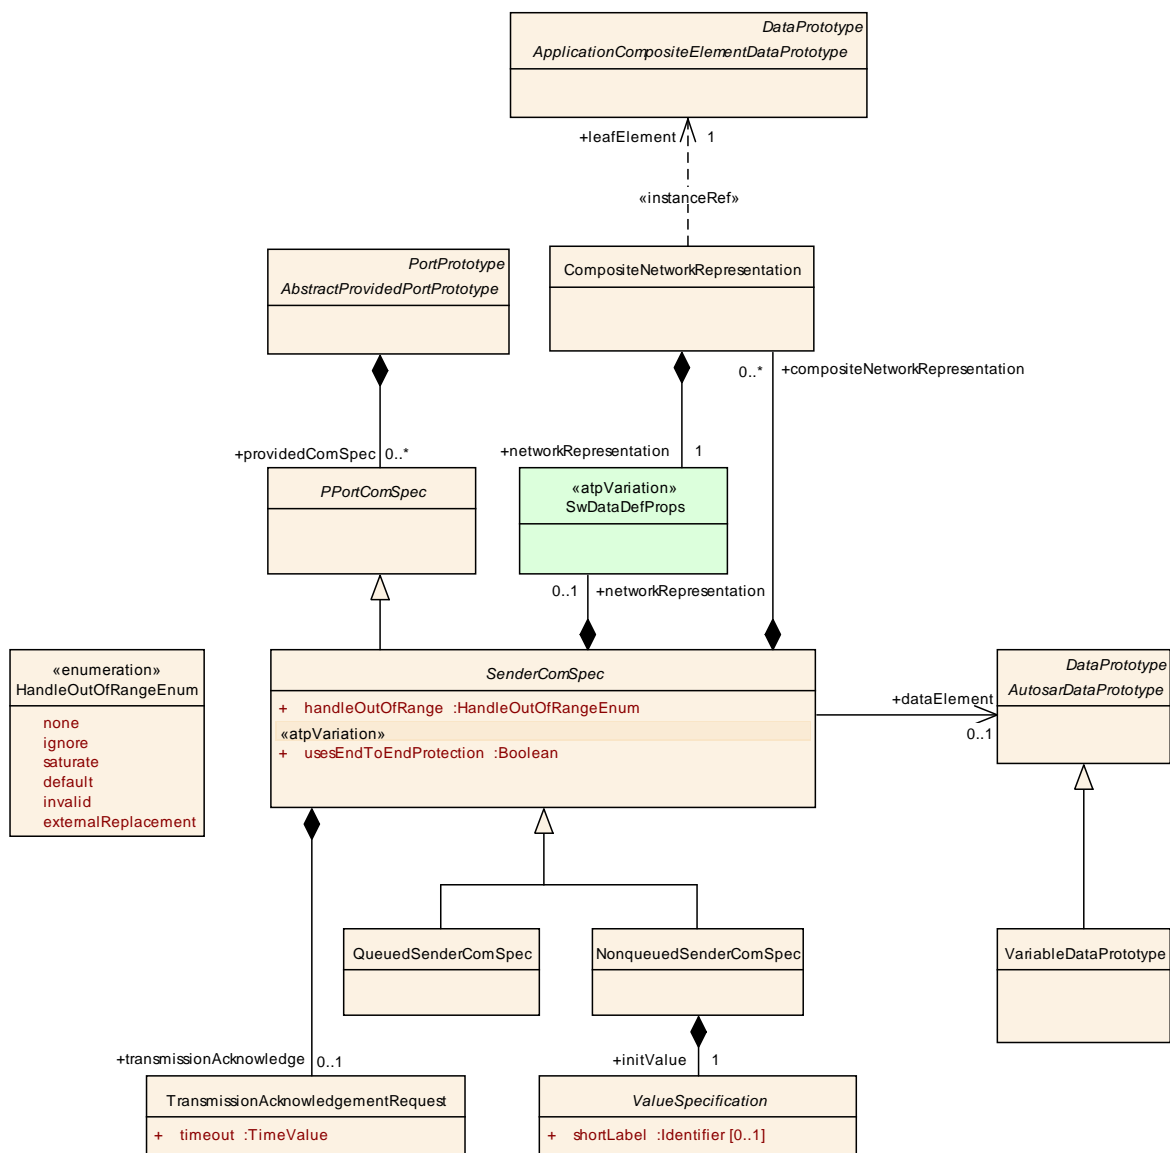 DataPrototype
ApplicationCompositeElementDataPrototype
+leafElement 1
«instanceRef»
PortPrototype
AbstractProvidedPortPrototype
CompositeNetworkRepresentation
0..* +compositeNetworkRepresentation
+providedComSpec 0..*
+networkRepresentation 1
PPortComSpec
«atpVariation»
SwDataDefProps
0..1 +networkRepresentation
«enumeration»
HandleOutOfRangeEnum
none
ignore
saturate
default
invalid
externalReplacement
SenderComSpec
+ handleOutOfRange :HandleOutOfRangeEnum
«atpVariation»
+ usesEndToEndProtection :Boolean
+dataElement
0..1
DataPrototype
AutosarDataPrototype
QueuedSenderComSpec
NonqueuedSenderComSpec
VariableDataPrototype
+transmissionAcknowledge 0..1
+initValue 1
TransmissionAcknowledgementRequest
+ timeout :TimeValue
ValueSpecification
+ shortLabel :Identifier [0..1]